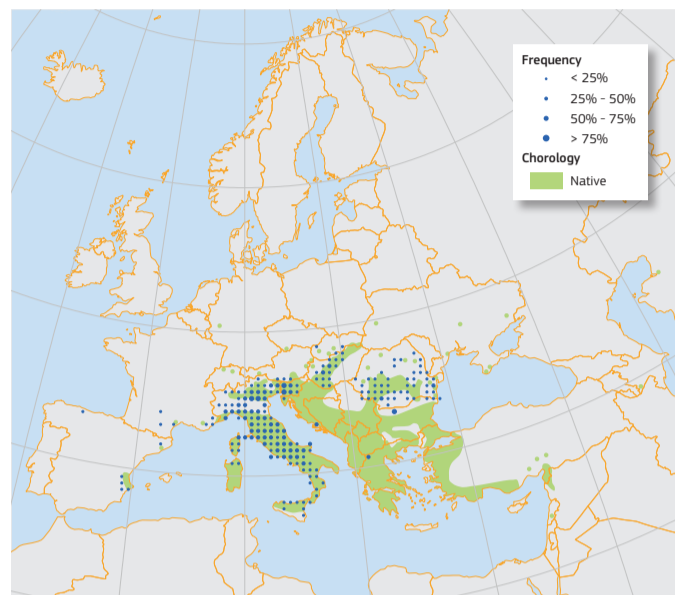 Frequency
< 25%
25% - 50%
50% - 75%
> 75%
Chorology
Native